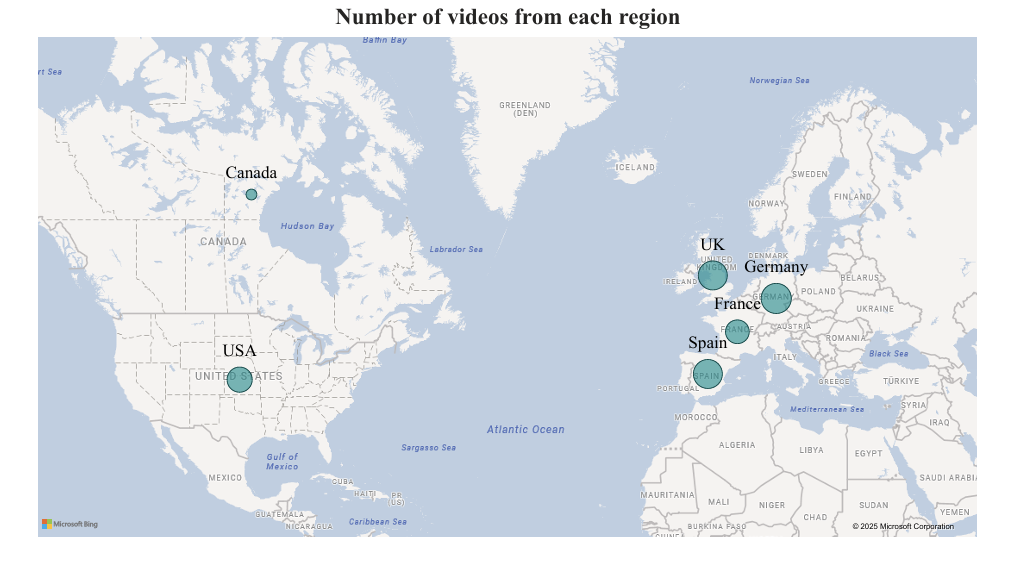 Number of videos from each region
Baffin Bay
rt Sea
Norwegian Sea
GREENLAND
(DEN)
ICELAND
Canada
SWEDEN
FINLAND
NORWAY
Hudson Bay
CANADA
Labrador Sea
UK
UNITED
KINGDOM
DENMARK
Germany
IRELAND
BELARUS
GERMANY
POLAND
France
UKRAINE
FRANCE
AUSTRIA
ROMANIA
Spain
USA
Black Sea
ITALY
UNITED STATES
SPAIN
PORTUGAL
GREECE
TÜRKIYE
SYRIA
Mediterranean Sea
MOROCCO
IRAQ
Atlantic Ocean
Sargasso Sea
ALGERIA
LIBYA
EGYPT
Gulf of
Mexico
MEXICO
CUBA
HAITI
PR
US)
SAUDI ARABIA
MAURITANIA
MALI
NIGER
SUDAN
YEMEN
GUATEMALA
NICARAGUA
Caribbean Sea
CHAD
BURKINA FASO
GUINE
Microsoft Bing
© 2025 Microsoft Corporation